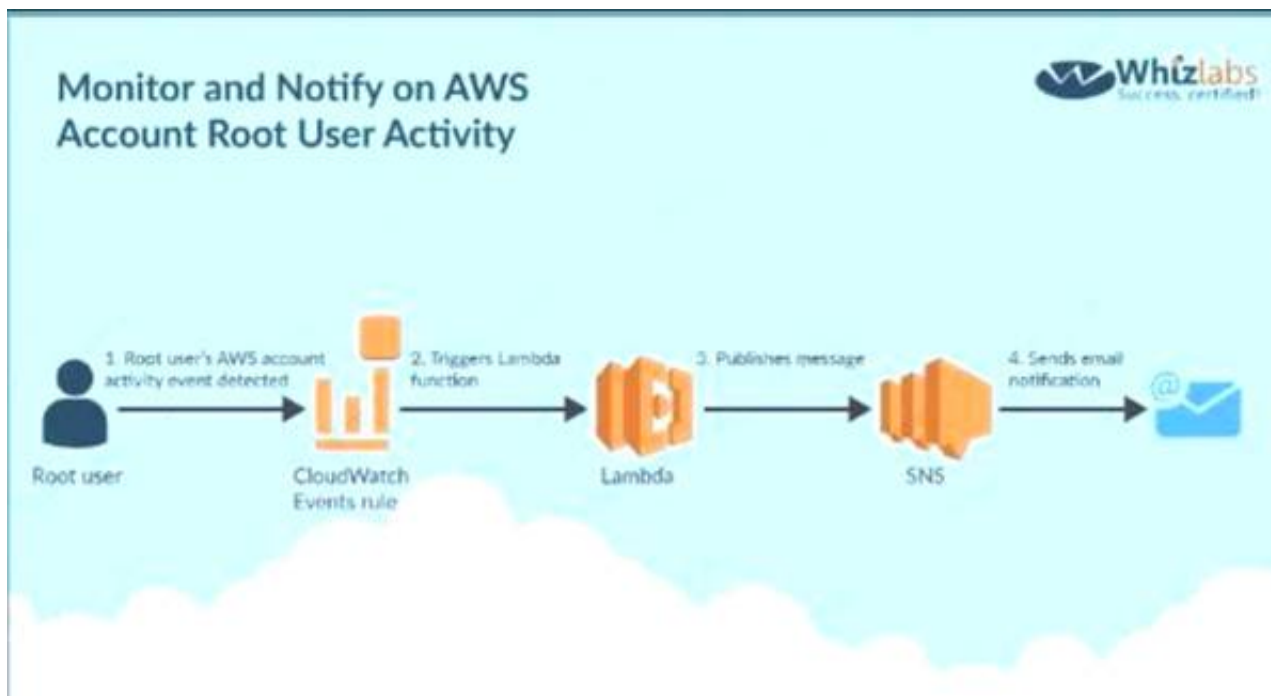 Monitor and Notify on AWS
Account Root User Activity
Whizlabs
Success, certified!
1. Root user's AWS account
activity event detected
2. Triggers Lambda
function
3. Publishes message
4. Sends email
notification
@
Root user
CloudWatch
Events rule
Lambda
SNS